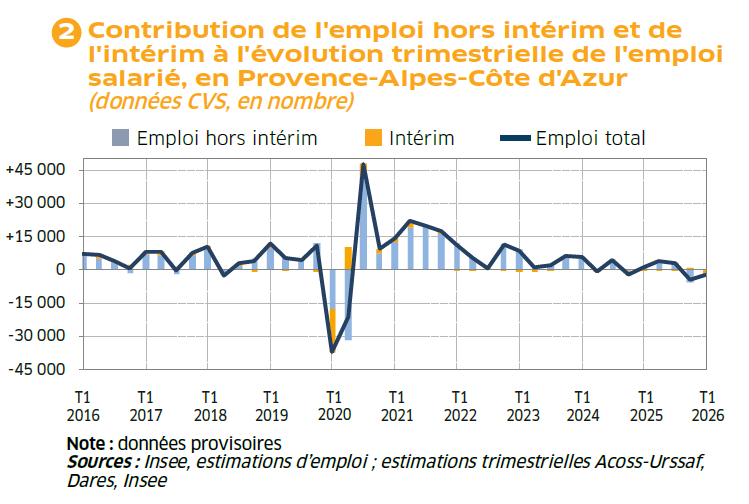 2 Contribution de l'emploi hors intérim et de
l'intérim à l'évolution trimestrielle de l'emploi
salarié, en Provence-Alpes-Côte d'Azur
(données CVS, en nombre)
Emploi hors intérim Intérim Emploi total
+45 000
+30 000
+15 000
0
-15 000
-30 000
-45 000
T1 T1 T1 T1 T1 T1 T1 T1 T1 T1 T1
2016 2017 2018 2019 2020 2021 2022 2023 2024 2025 2026
Note : données provisoires
Sources : Insee, estimations d'emploi ; estimations trimestrielles Acoss-Urssaf,
Dares, Insee